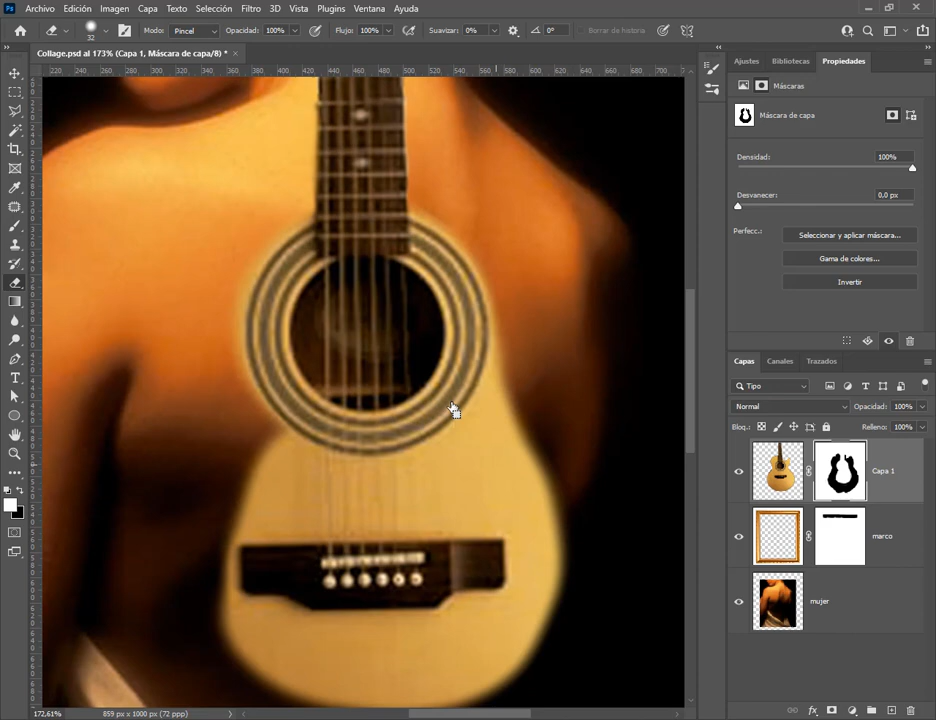 Ps Archivo Edición Imagen Capa Texto Selección Filtro 3D Vista Plugins Ventana Ayuda
32 Modo: Pincel Opacidad: 100% Flujo: 100% Suavizar: 0% 0° Borrar de historia
Collage.psd al 173% (Capa 1, Máscara de capa/8) * ×
220 240 260 280 300 320 340 360 380 400 420 440 460 480 500 520 540 560 580 600 620 640 660 700
Ajustes Bibliotecas Propiedades
Máscaras
Máscara de capa
Densidad: 100%
Desvanecer: 0,0 px
Perfecc.: Seleccionar y aplicar máscara...
Gama de colores...
Invertir
Capas Canales Trazados
Tipo
Normal Opacidad: 100%
Bloq.: Relleno: 100%
Capa 1
marco
mujer
172,61% 859 px x 1000 px (72 ppp)